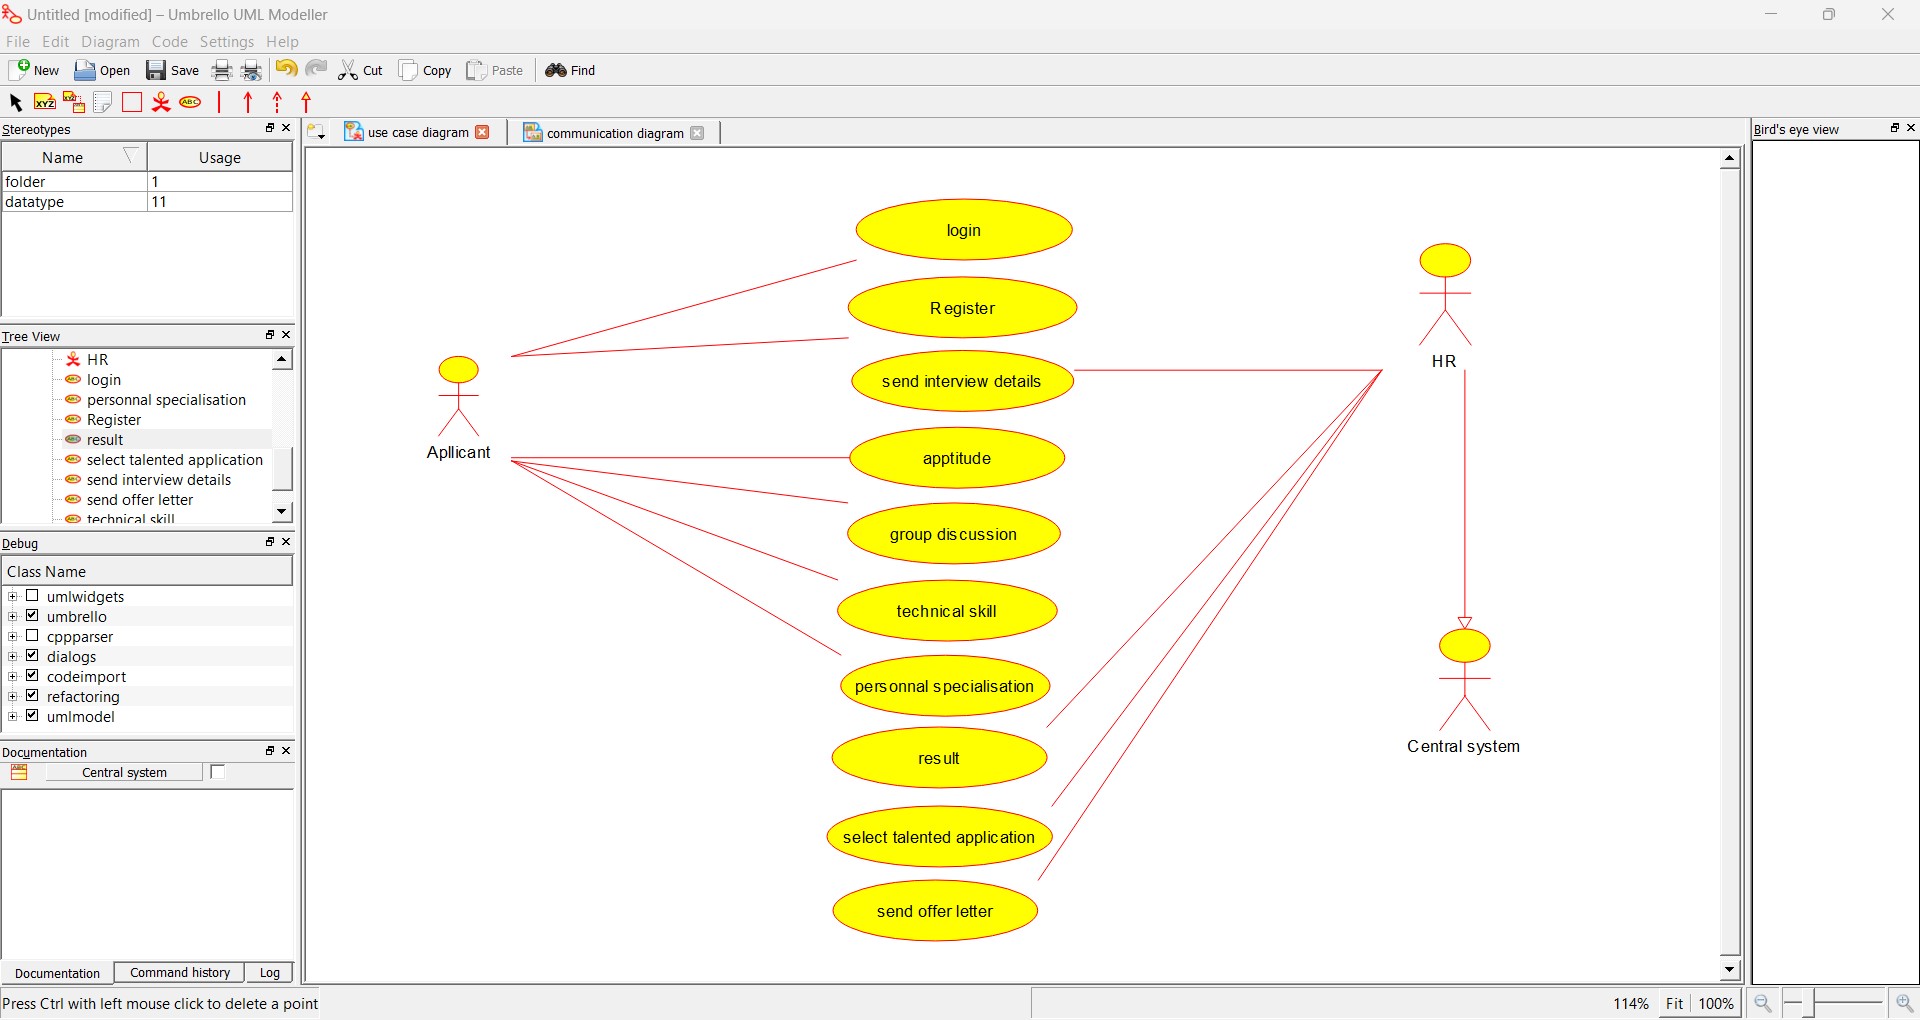 Untitled [modified] – Umbrello UML Modeller
File Edit Diagram Code Settings Help
New Open Save Cut Copy Paste Find
XYZ XYZ ABC
Stereotypes
Name Usage
folder 1
datatype 11
Tree View
HR
login
personnal specialisation
Register
result
select talented application
send interview details
send offer letter
technical skill
Debug
Class Name
umlwidgets
umbrello
cppparser
dialogs
codeimport
refactoring
umlmodel
Documentation
Central system
Documentation Command history Log
Press Ctrl with left mouse click to delete a point
use case diagram communication diagram
login
Register
send interview details
apptitude
group discussion
technical skill
personnal specialisation
result
select talented application
send offer letter
Apllicant
HR
Central system
Bird's eye view
114% Fit 100%